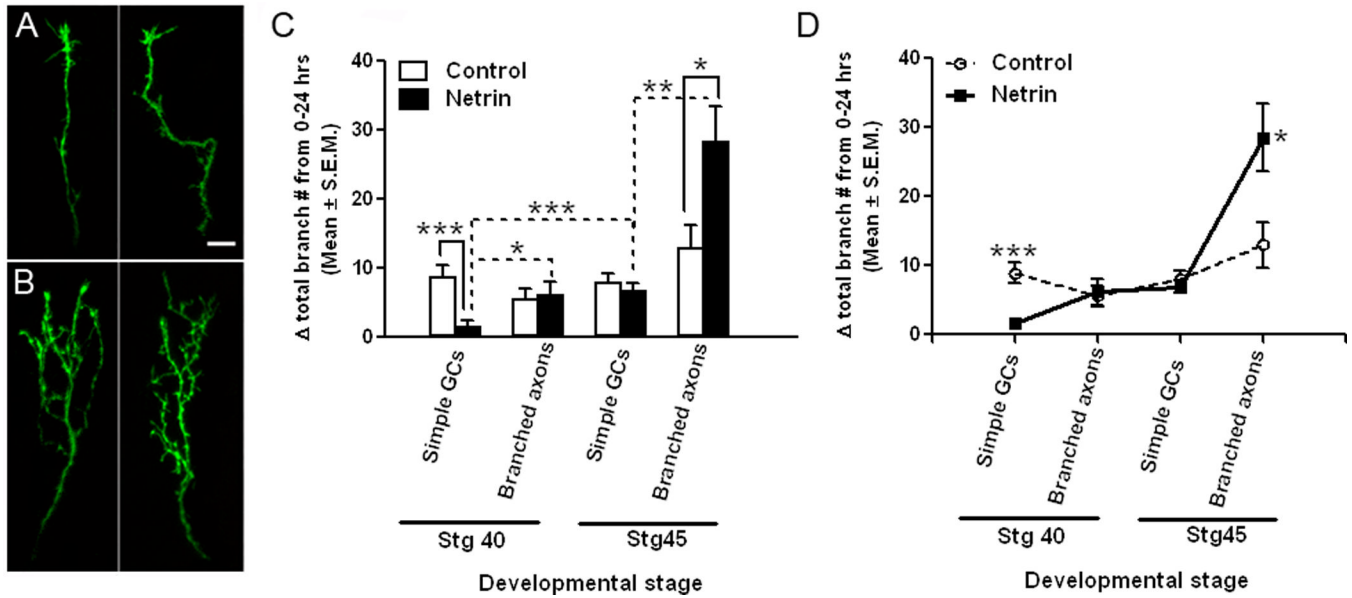 A
B
C
Δ total branch # from 0-24 hrs
(Mean ± S.E.M.)
40
30
20
10
0
Control
Netrin
***
***
*
**
*
Simple GCs
Branched axons
Simple GCs
Branched axons
Stg 40
Stg45
Developmental stage
D
Δ total branch # from 0-24 hrs
(Mean ± S.E.M.)
40
30
20
10
0
Control
Netrin
***
*
Simple GCs
Branched axons
Simple GCs
Branched axons
Stg 40
Stg45
Developmental stage